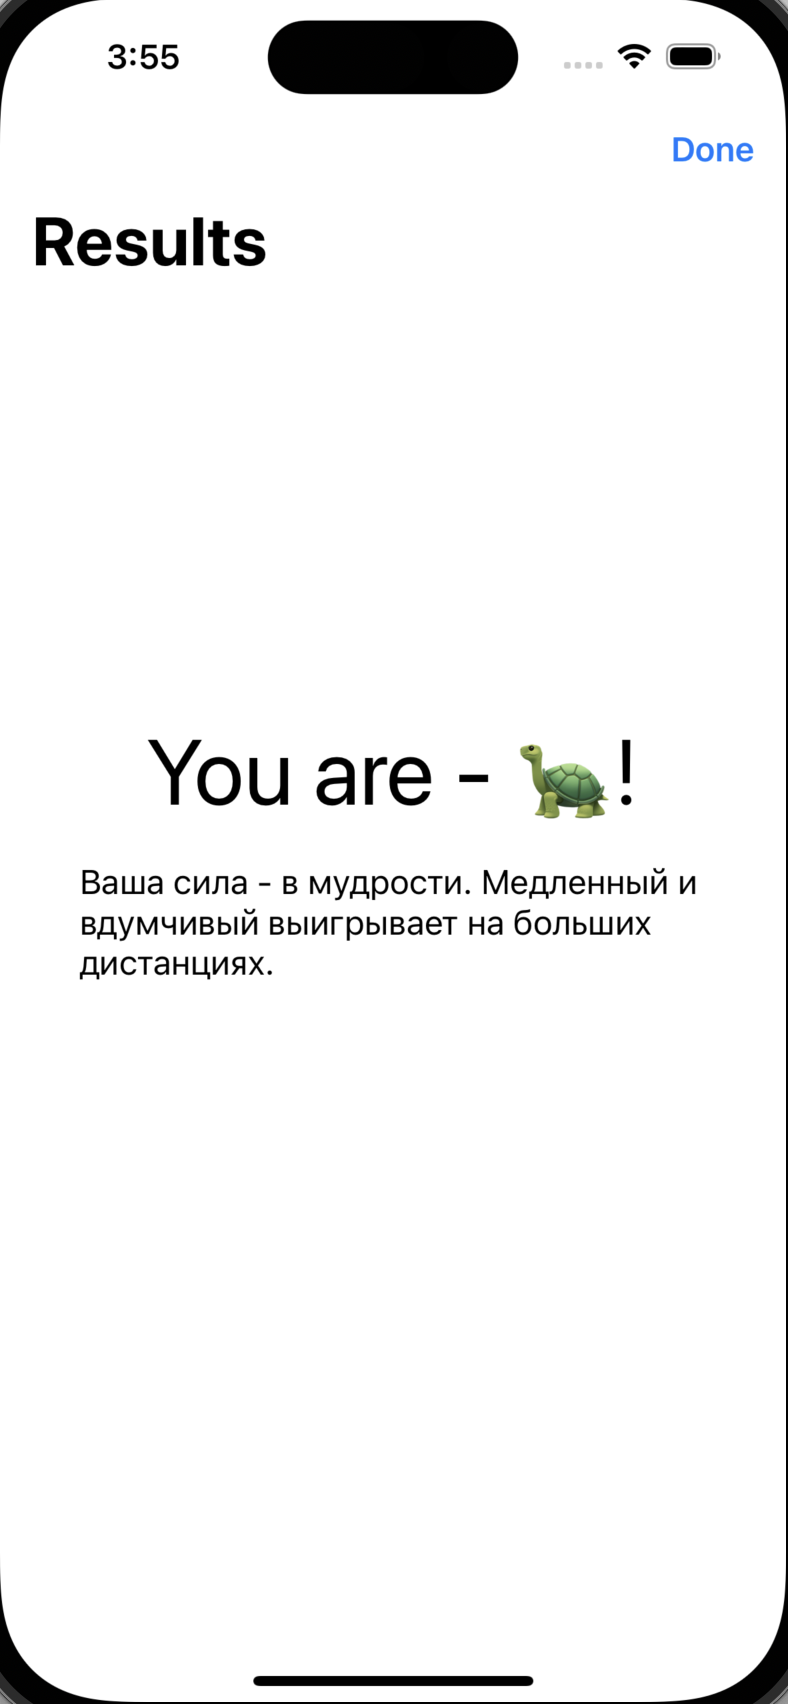 3:55
Done
Results
You are - 🐢!
Ваша сила - в мудрости. Медленный и
вдумчивый выигрывает на больших
дистанциях.